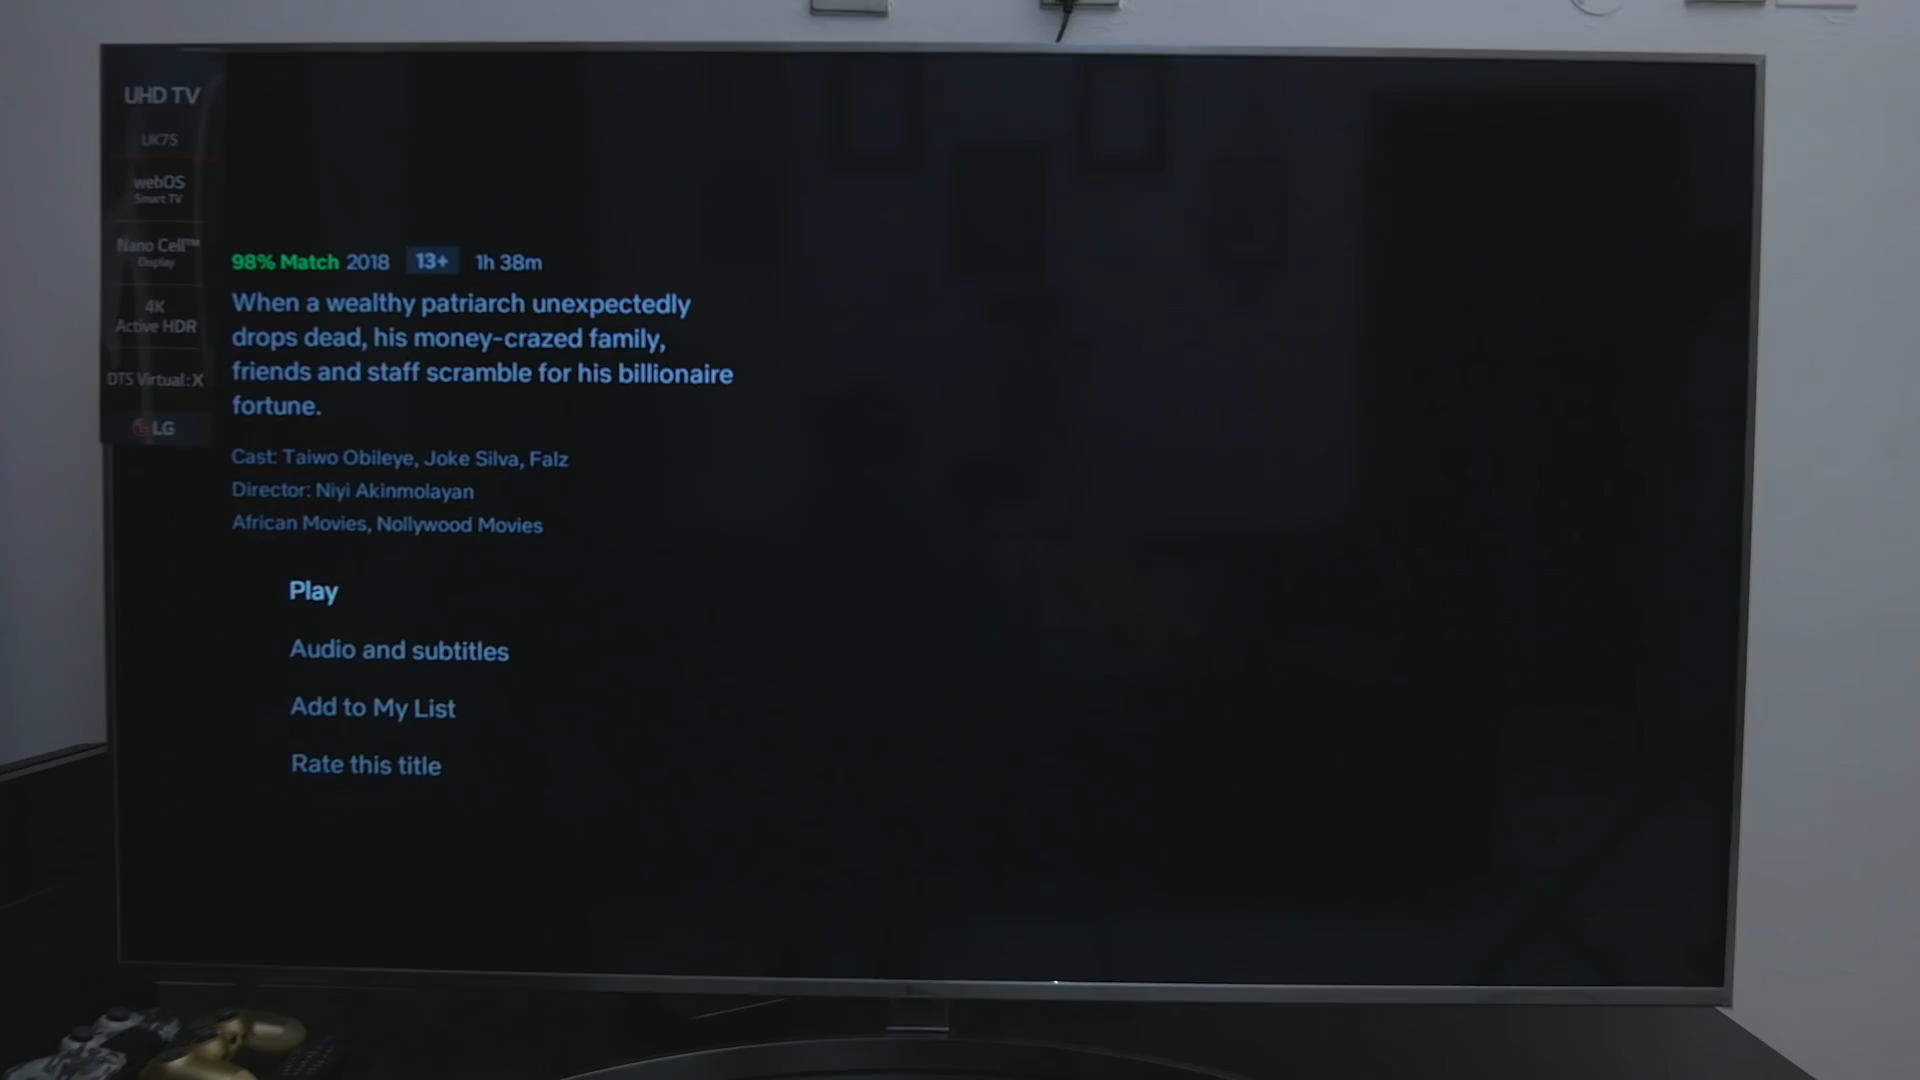 UHD TV
UK75
webOS
Smart TV
Nano Cell™
Display
4K
Active HDR
DTS Virtual:X
LG
98% Match 2018 13+ 1h 38m
When a wealthy patriarch unexpectedly
drops dead, his money-crazed family,
friends and staff scramble for his billionaire
fortune.
Cast: Taiwo Obileye, Joke Silva, Falz
Director: Niyi Akinmolayan
African Movies, Nollywood Movies
Play
Audio and subtitles
Add to My List
Rate this title